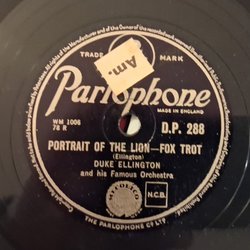 TRADE MARK
Am.
Parlophone
MADE IN ENGLAND
WM 1006
78 R
D.P. 288
PORTRAIT OF THE LION—FOX TROT
(Ellington)
DUKE ELLINGTON
and his Famous Orchestra
N.C.B.
THE PARLOPHONE CO LTD